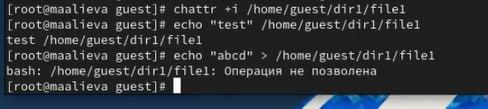 [root@maalieva guest]# chattr +i /home/guest/dir1/file1
[root@maalieva guest]# echo "test" /home/guest/dir1/file1
test /home/guest/dir1/file1
[root@maalieva guest]# echo "abcd" > /home/guest/dir1/file1
bash: /home/guest/dir1/file1: Операция не позволена
[root@maalieva guest]#